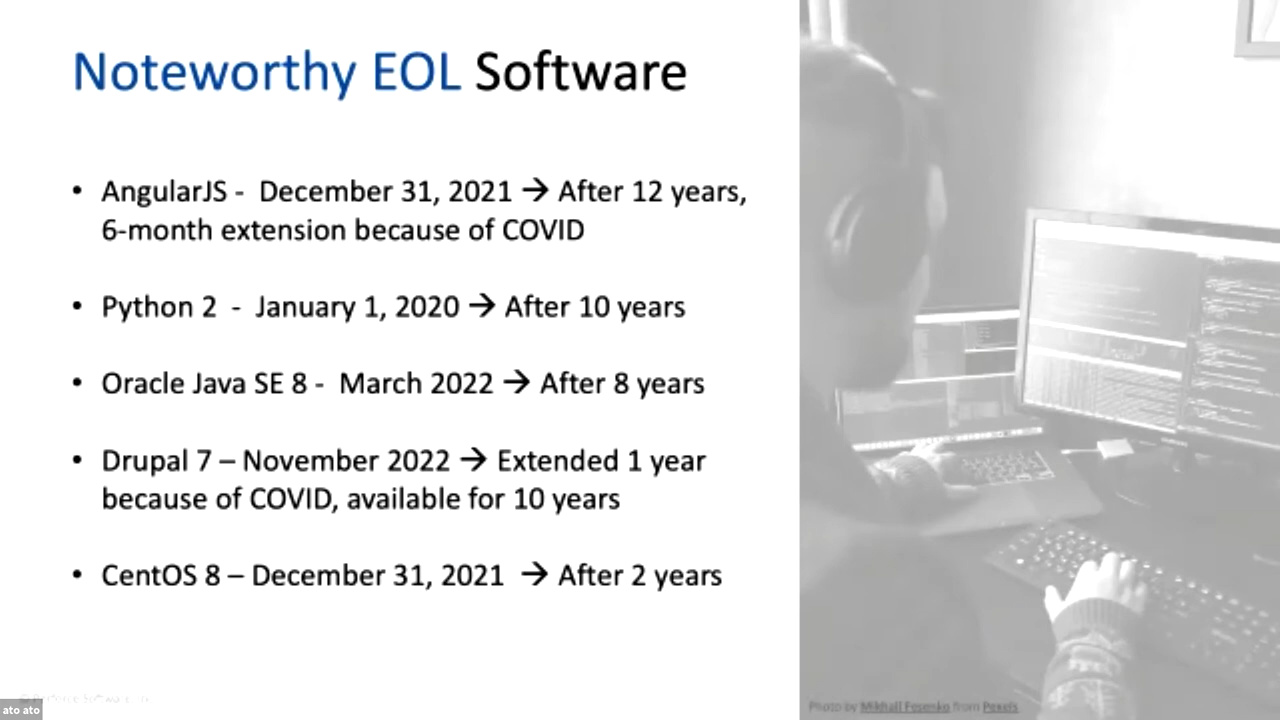 Noteworthy EOL Software
• AngularJS -  December 31, 2021 → After 12 years,
6-month extension because of COVID
• Python 2  -  January 1, 2020 → After 10 years
• Oracle Java SE 8 -  March 2022 → After 8 years
• Drupal 7 – November 2022 → Extended 1 year
because of COVID, available for 10 years
• CentOS 8 – December 31, 2021  → After 2 years
ato ato
Photo by Mikhail Fesenko from Pexels